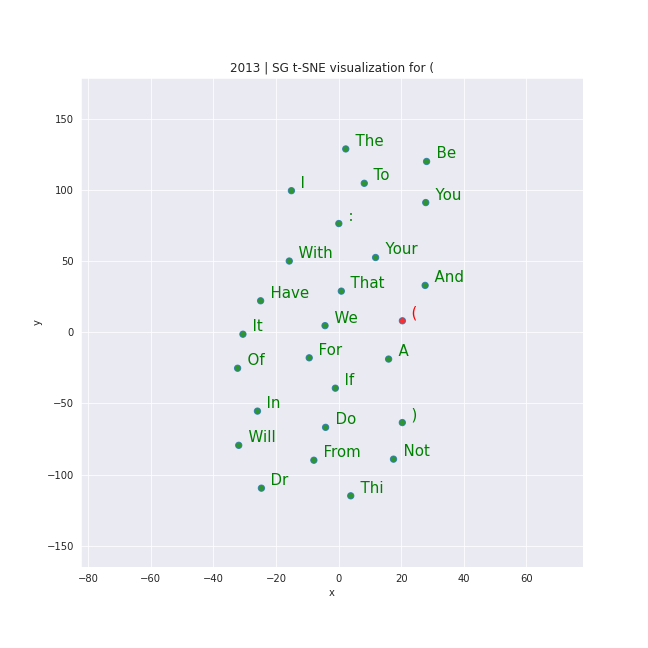 2013 | SG t-SNE visualization for (
150
The
Be
To
I
100
You
:
With
Your
50
That
And
Have
(
We
It
0
For
A
Of
If
−50
In
)
Do
Will
From
Not
−100
Dr
Thi
−150
−80 −60 −40 −20 0 20 40 60
x
y